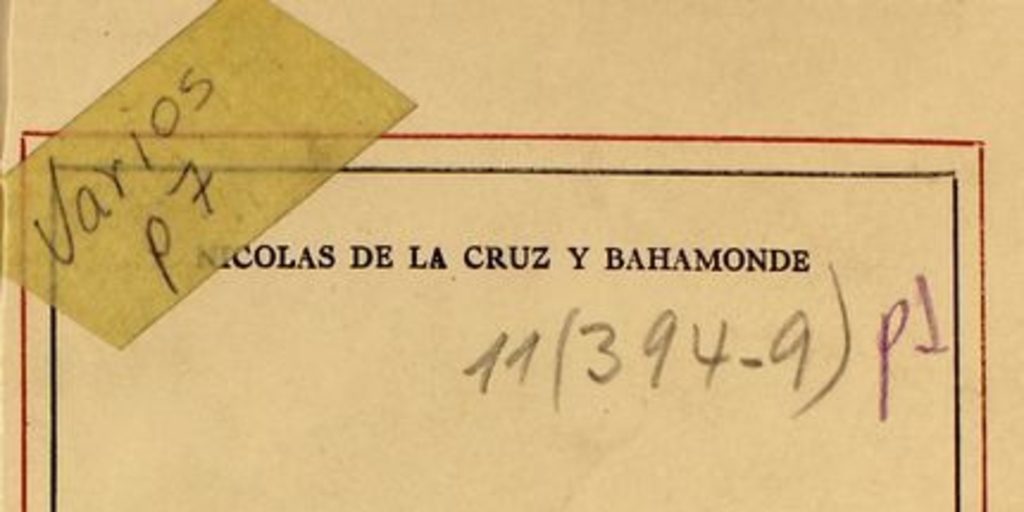 Varios
p 7
NICOLAS DE LA CRUZ Y BAHAMONDE
11(394-9) p1